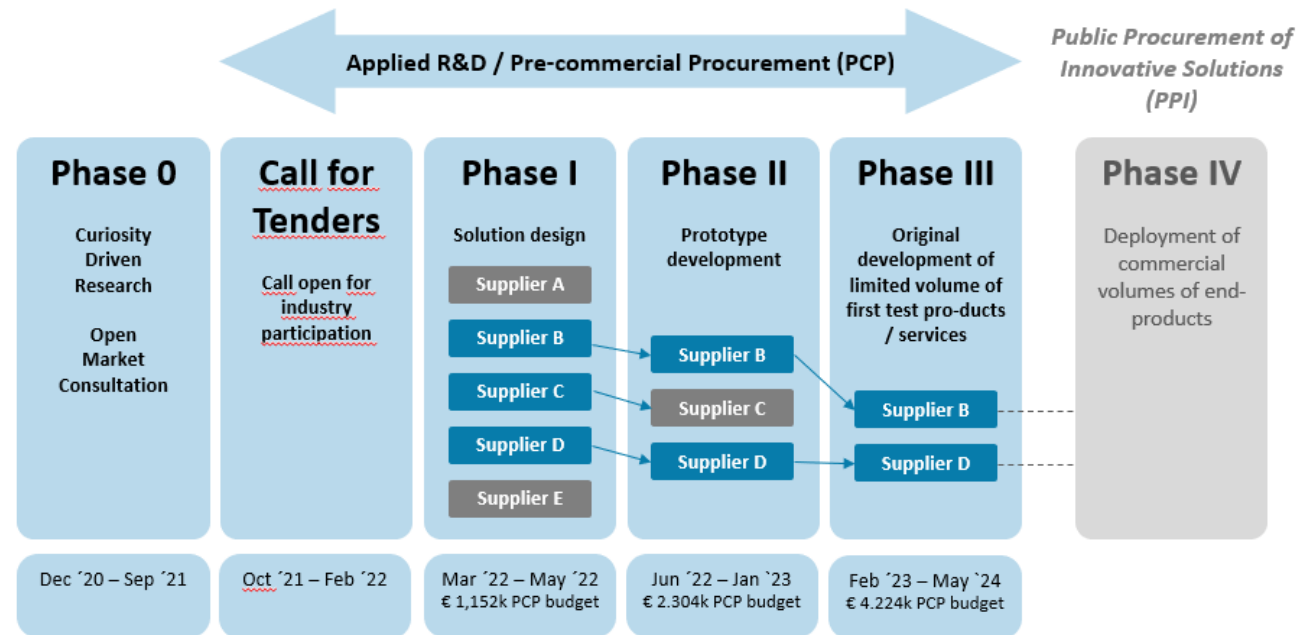 Applied R&D / Pre-commercial Procurement (PCP)
Public Procurement of
Innovative Solutions
(PPI)
Phase 0
Curiosity
Driven
Research
Open
Market
Consultation
Dec ´20 – Sep ´21
Call for
Tenders
Call open for
industry
participation
Oct ´21 – Feb ´22
Phase I
Solution design
Supplier A
Supplier B
Supplier C
Supplier D
Supplier E
Mar ´22 – May ´22
€ 1,152k PCP budget
Phase II
Prototype
development
Supplier B
Supplier C
Supplier D
Jun ´22 – Jan `23
€ 2.304k PCP budget
Phase III
Original
development of
limited volume of
first test pro-ducts
/ services
Supplier B
Supplier D
Feb ´23 – May ´24
€ 4.224k PCP budget
Phase IV
Deployment of
commercial
volumes of end-
products